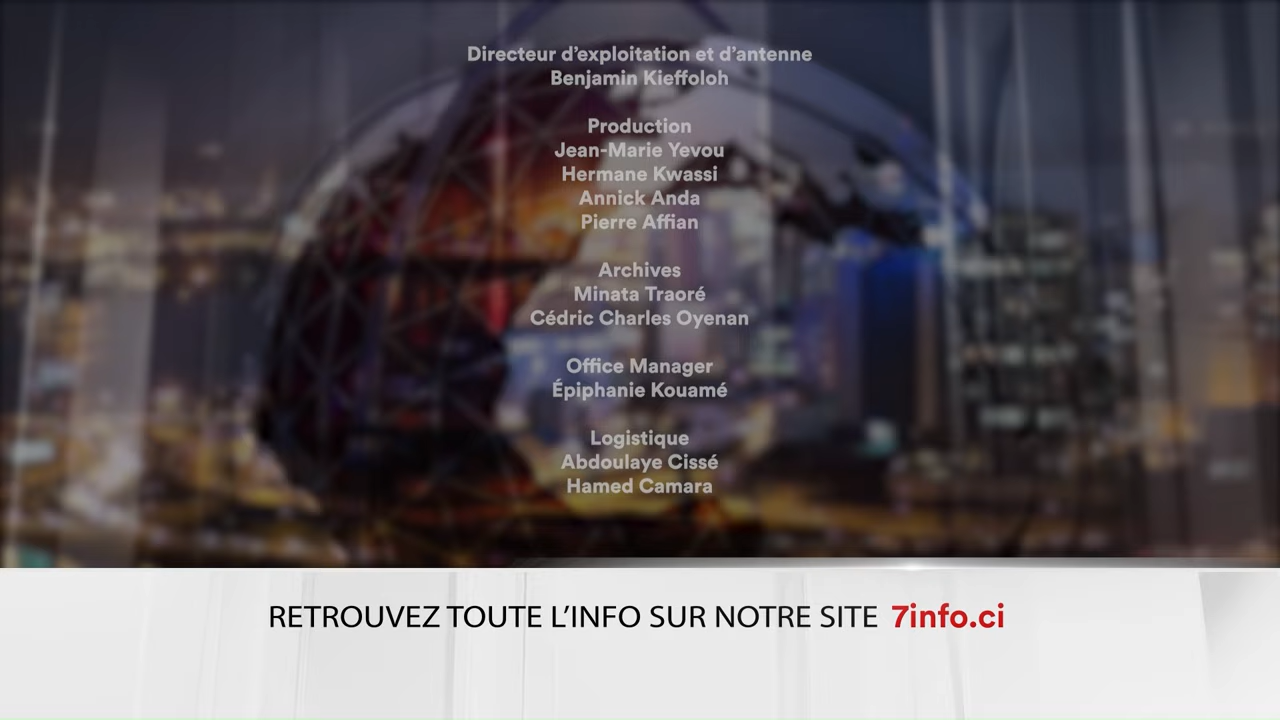 Directeur d’exploitation et d’antenne
Benjamin Kieffoloh
Production
Jean-Marie Yevou
Hermane Kwassi
Annick Anda
Pierre Affian
Archives
Minata Traoré
Cédric Charles Oyenan
Office Manager
Épiphanie Kouamé
Logistique
Abdoulaye Cissé
Hamed Camara
RETROUVEZ TOUTE L’INFO SUR NOTRE SITE 7info.ci